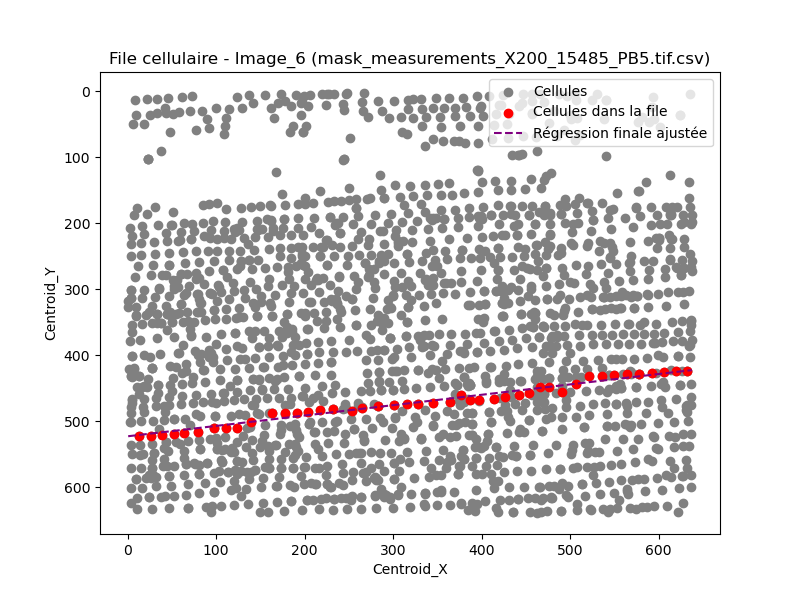 File cellulaire - Image_6 (mask_measurements_X200_15485_PB5.tif.csv)
Cellules
Cellules dans la file
Régression finale ajustée
Centroid_Y
0
100
200
300
400
500
600
0 100 200 300 400 500 600
Centroid_X